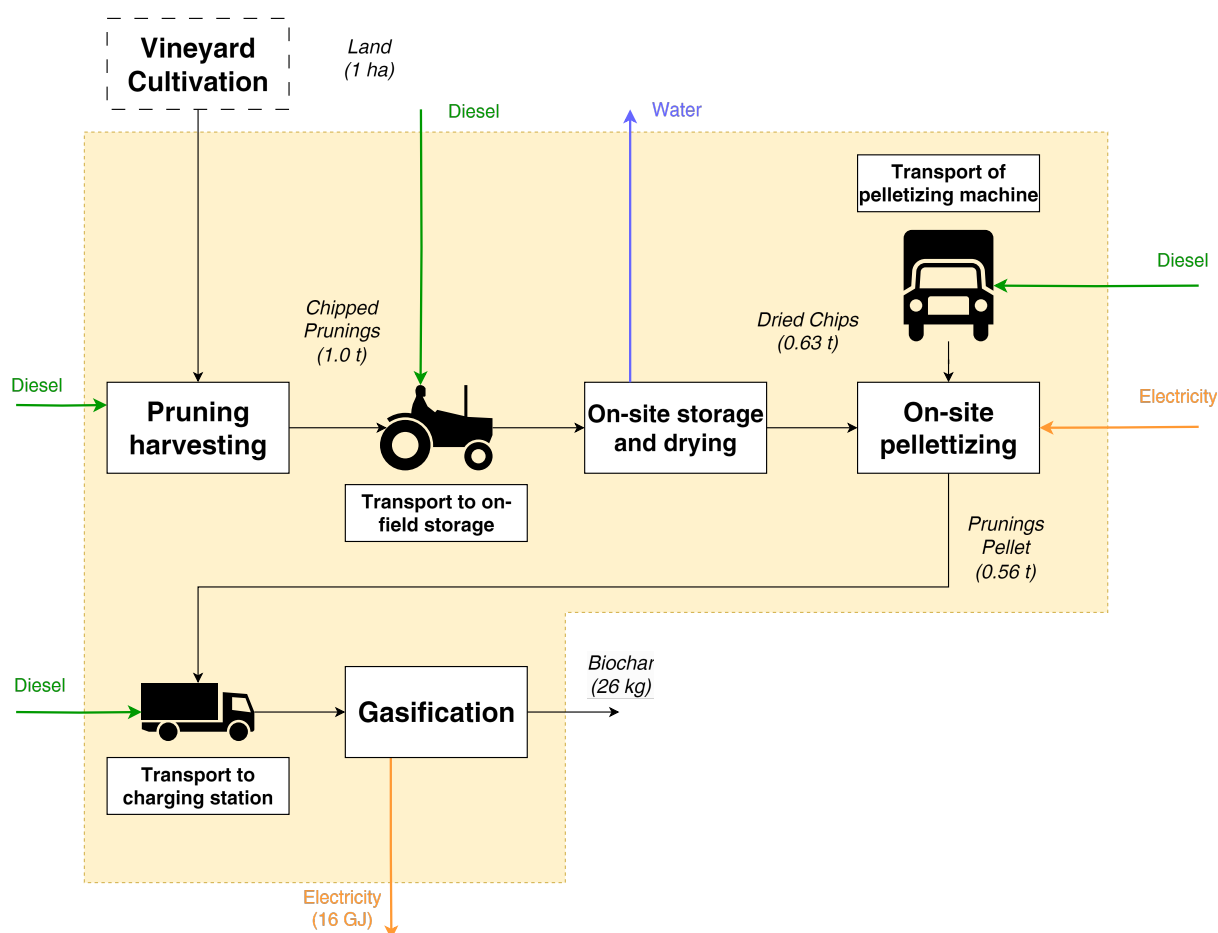 Vineyard
Cultivation
Land
(1 ha)
Diesel
Water
Transport of
pelletizing machine
Diesel
Chipped
Prunings
(1.0 t)
Dried Chips
(0.63 t)
Diesel
Electricity
Pruning
harvesting
On-site storage
and drying
On-site
pellettizing
Transport to on-
field storage
Prunings
Pellet
(0.56 t)
Diesel
Biochar
(26 kg)
Gasification
Transport to
charging station
Electricity
(16 GJ)